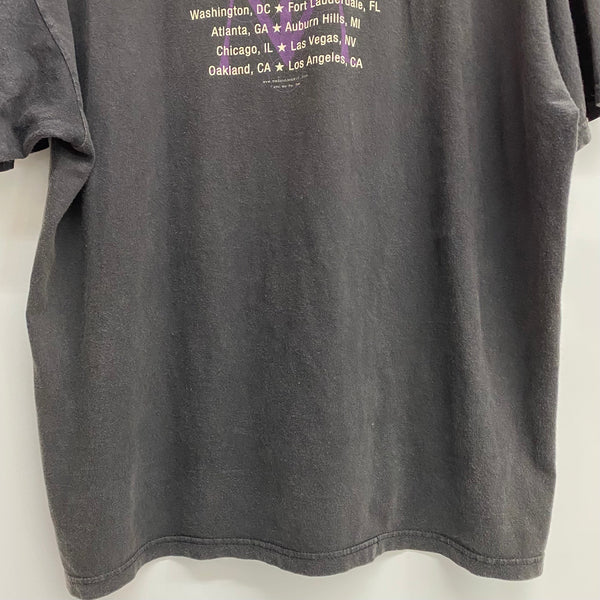 Washington, DC ★ Fort Lauderdale, FL
Atlanta, GA ★ Auburn Hills, MI
Chicago, IL ★ Las Vegas, NV
Oakland, CA ★ Los Angeles, CA